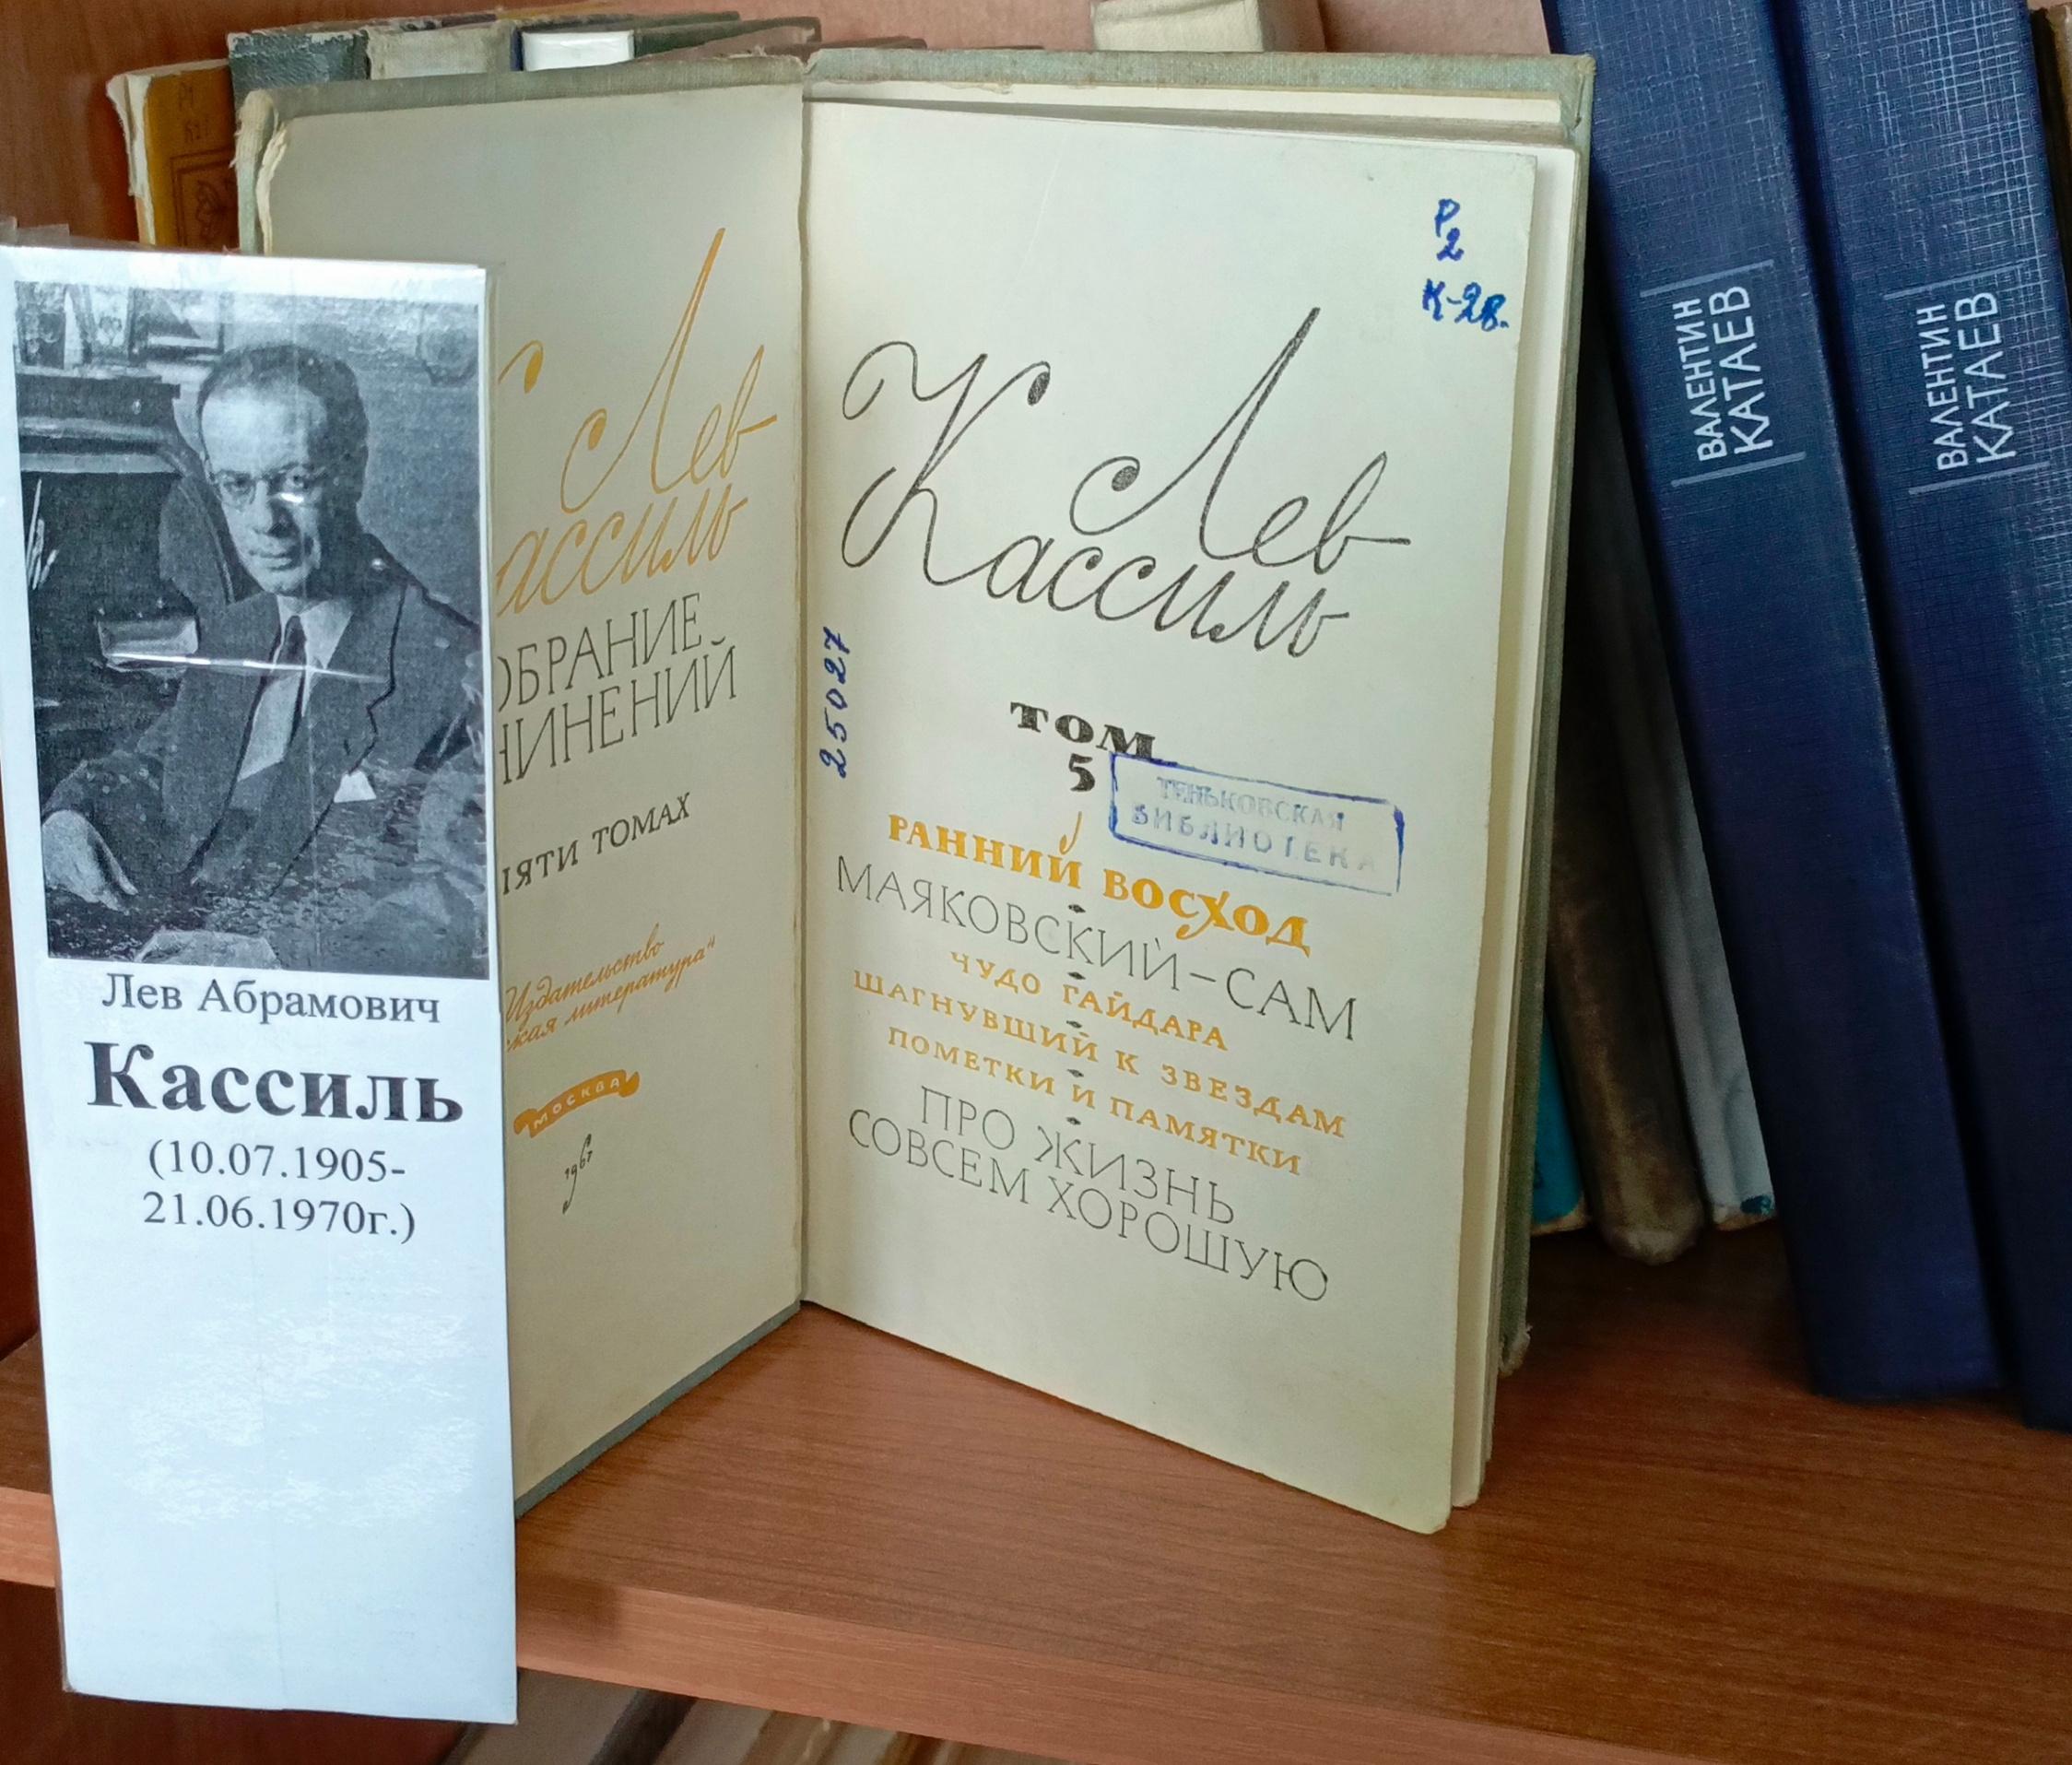 Лев Абрамович
Кассиль
(10.07.1905-
21.06.1970г.)
Лев
ассиль
ОБРАНИЕ
ЧИНЕНИЙ
ПЯТИ ТОМАХ
Издательство
ская литература"
МОСКВА
1967
Р
2
К-28.
Лев
Кассиль
25027
ТОМ
5
ТЕНЬКОВСКАЯ
БИБЛИОТЕКА
РАННИЙ ВОСХОД
МАЯКОВСКИЙ-САМ
ЧУДО ГАЙДАРА
ШАГНУВШИЙ К ЗВЕЗДАМ
ПОМЕТКИ И ПАМЯТКИ
ПРО ЖИЗНЬ
СОВСЕМ ХОРОШУЮ
ВАЛЕНТИН
КАТАЕВ
ВАЛЕНТИН
КАТАЕВ